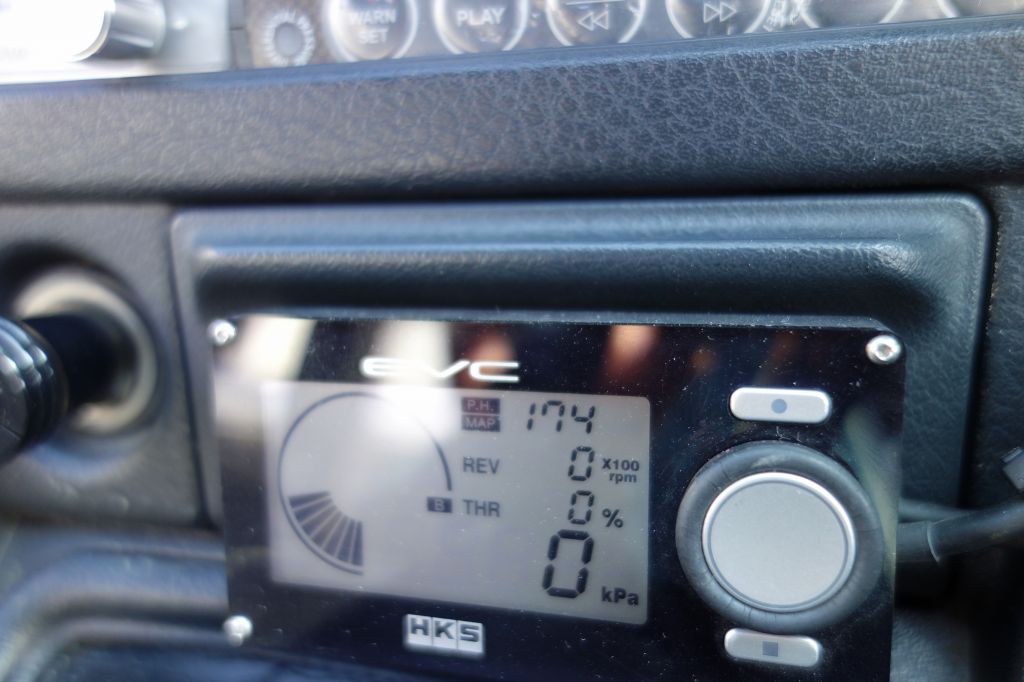 WARN
SET
PLAY
EVC
P.H. 174
MAP
REV 0 X100
rpm
B THR 0 %
0 kPa
HKS